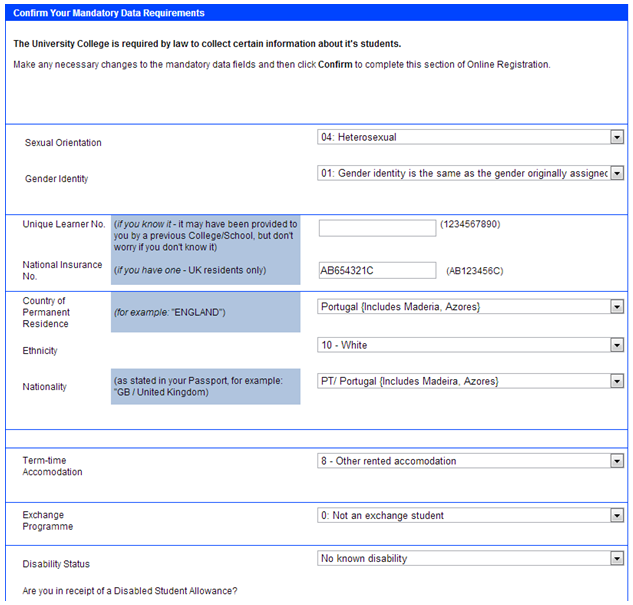 Confirm Your Mandatory Data Requirements
The University College is required by law to collect certain information about it's students.
Make any necessary changes to the mandatory data fields and then click Confirm to complete this section of Online Registration.
Sexual Orientation
04: Heterosexual
Gender Identity
01: Gender identity is the same as the gender originally assigned
Unique Learner No.
(if you know it - it may have been provided to
you by a previous College/School, but don't
worry if you don't know it)
(1234567890)
National Insurance
No.
(if you have one - UK residents only)
AB654321C
(AB123456C)
Country of
Permanent
Residence
(for example: "ENGLAND")
Portugal {Includes Maderia, Azores}
Ethnicity
10 - White
Nationality
(as stated in your Passport, for example:
"GB / United Kingdom)
PT/ Portugal {Includes Madeira, Azores}
Term-time
Accomodation
8 - Other rented accomodation
Exchange
Programme
0: Not an exchange student
Disability Status
No known disability
Are you in receipt of a Disabled Student Allowance?